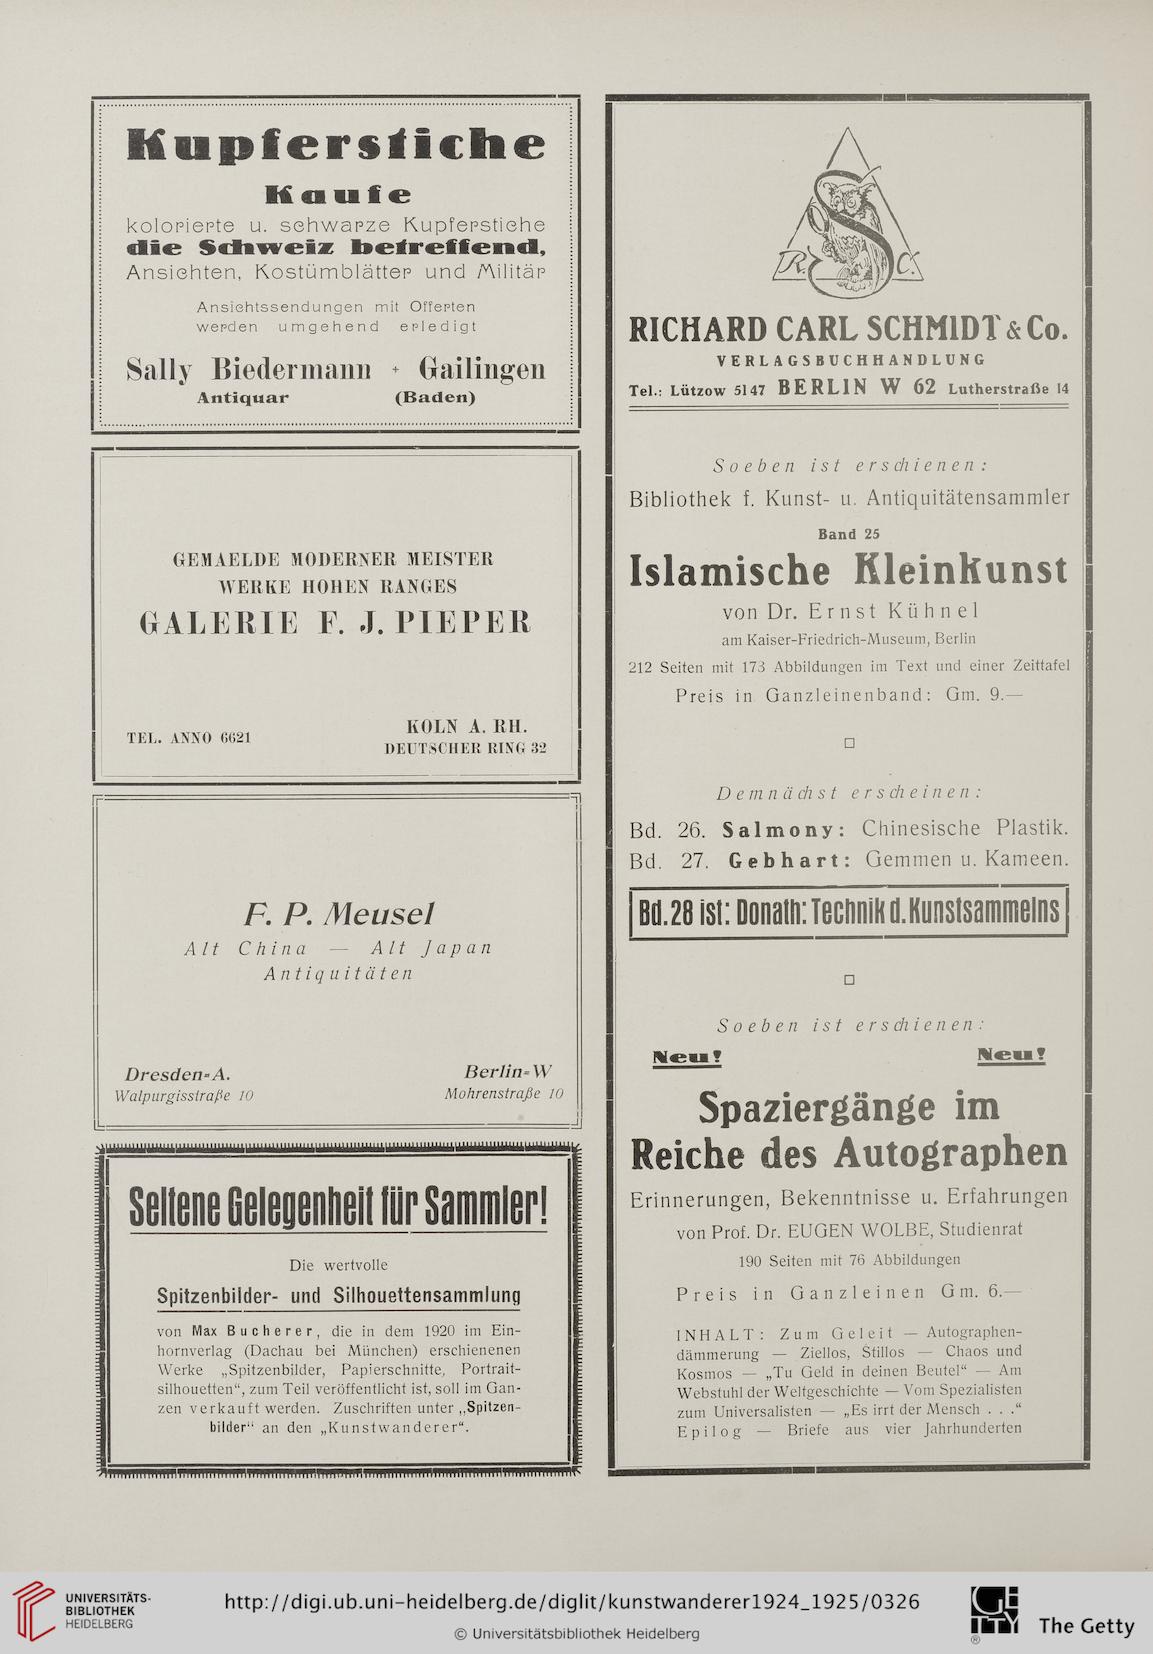 Kupferstiche
Kaufe
kolorierte u. schwarze Kupferstiche
die Schweiz betreffend,
Ansichten, Kostümblätter und Militär
Ansichtssendungen mit Offerten
werden umgehend erledigt
Sally Biedermann + Gailingen
Antiquar (Baden)
GEMAELDE MODERNER MEISTER
WERKE HOHEN RANGES
GALERIE F. J. PIEPER
TEL. ANNO 6621
KOLN A. RH.
DEUTSCHER RING 32
F. P. Meusel
Alt China — Alt Japan
Antiquitäten
Dresden-A. Berlin-W
Walpurgisstraße 10 Mohrenstraße 10
Seltene Gelegenheit für Sammler!
Die wertvolle
Spitzenbilder- und Silhouettensammlung
von Max Bucherer, die in dem 1920 im Ein-
hornverlag (Dachau bei München) erschienenen
Werke „Spitzenbilder, Papierschnitte, Portrait-
silhouetten“, zum Teil veröffentlicht ist, soll im Gan-
zen verkauft werden. Zuschriften unter „Spitzen-
bilder“ an den „Kunstwanderer“.
R. S C.
RICHARD CARL SCHMIDT & Co.
VERLAGSBUCHHANDLUNG
Tel.: Lützow 5147 BERLIN W 62 Lutherstraße 14
Soeben ist erschienen:
Bibliothek f. Kunst- u. Antiquitätensammler
Band 25
Islamische Kleinkunst
von Dr. Ernst Kühnel
am Kaiser-Friedrich-Museum, Berlin
212 Seiten mit 173 Abbildungen im Text und einer Zeittafel
Preis in Ganzleinenband: Gm. 9.—
Demnächst erscheinen:
Bd. 26. Salmony: Chinesische Plastik.
Bd. 27. Gebhart: Gemmen u. Kameen.
Bd. 28 ist: Donath: Technik d. Kunstsammelns
Soeben ist erschienen:
Neu! Neu!
Spaziergänge im
Reiche des Autographen
Erinnerungen, Bekenntnisse u. Erfahrungen
von Prof. Dr. EUGEN WOLBE, Studienrat
190 Seiten mit 76 Abbildungen
Preis in Ganzleinen Gm. 6.—
INHALT: Zum Geleit — Autographen-
dämmerung — Ziellos, Stillos — Chaos und
Kosmos — „Tu Geld in deinen Beutel“ — Am
Webstuhl der Weltgeschichte — Vom Spezialisten
zum Universalisten — „Es irrt der Mensch . . .“
Epilog — Briefe aus vier Jahrhunderten
UNIVERSITÄTS-
BIBLIOTHEK
HEIDELBERG
http://digi.ub.uni-heidelberg.de/diglit/kunstwanderer1924_1925/0326
© Universitätsbibliothek Heidelberg
GETTY
®
The Getty